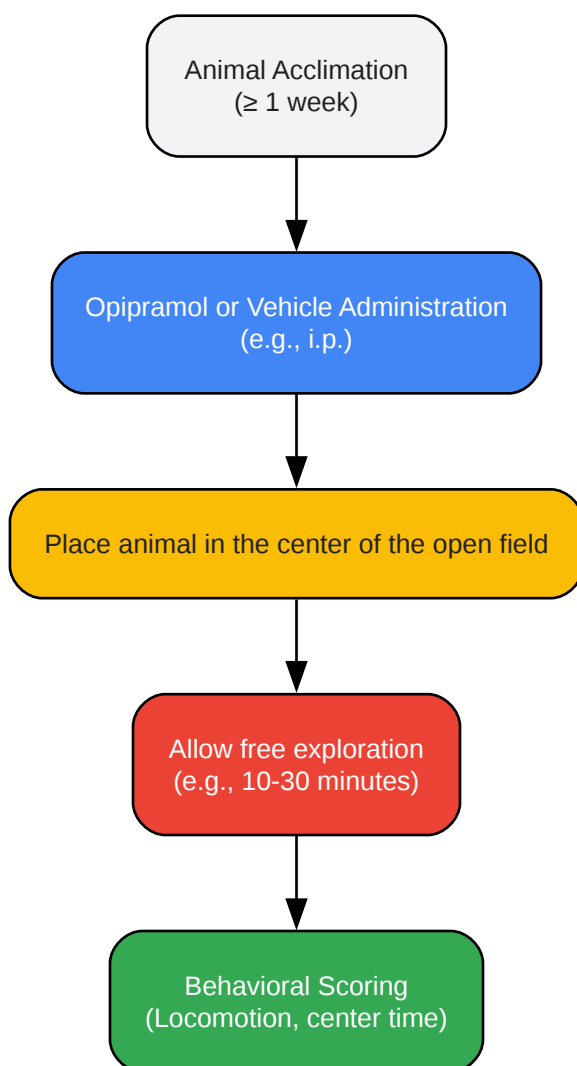 Animal Acclimation
(≥ 1 week)
Opipramol or Vehicle Administration
(e.g., i.p.)
Place animal in the center of the open field
Allow free exploration
(e.g., 10-30 minutes)
Behavioral Scoring
(Locomotion, center time)